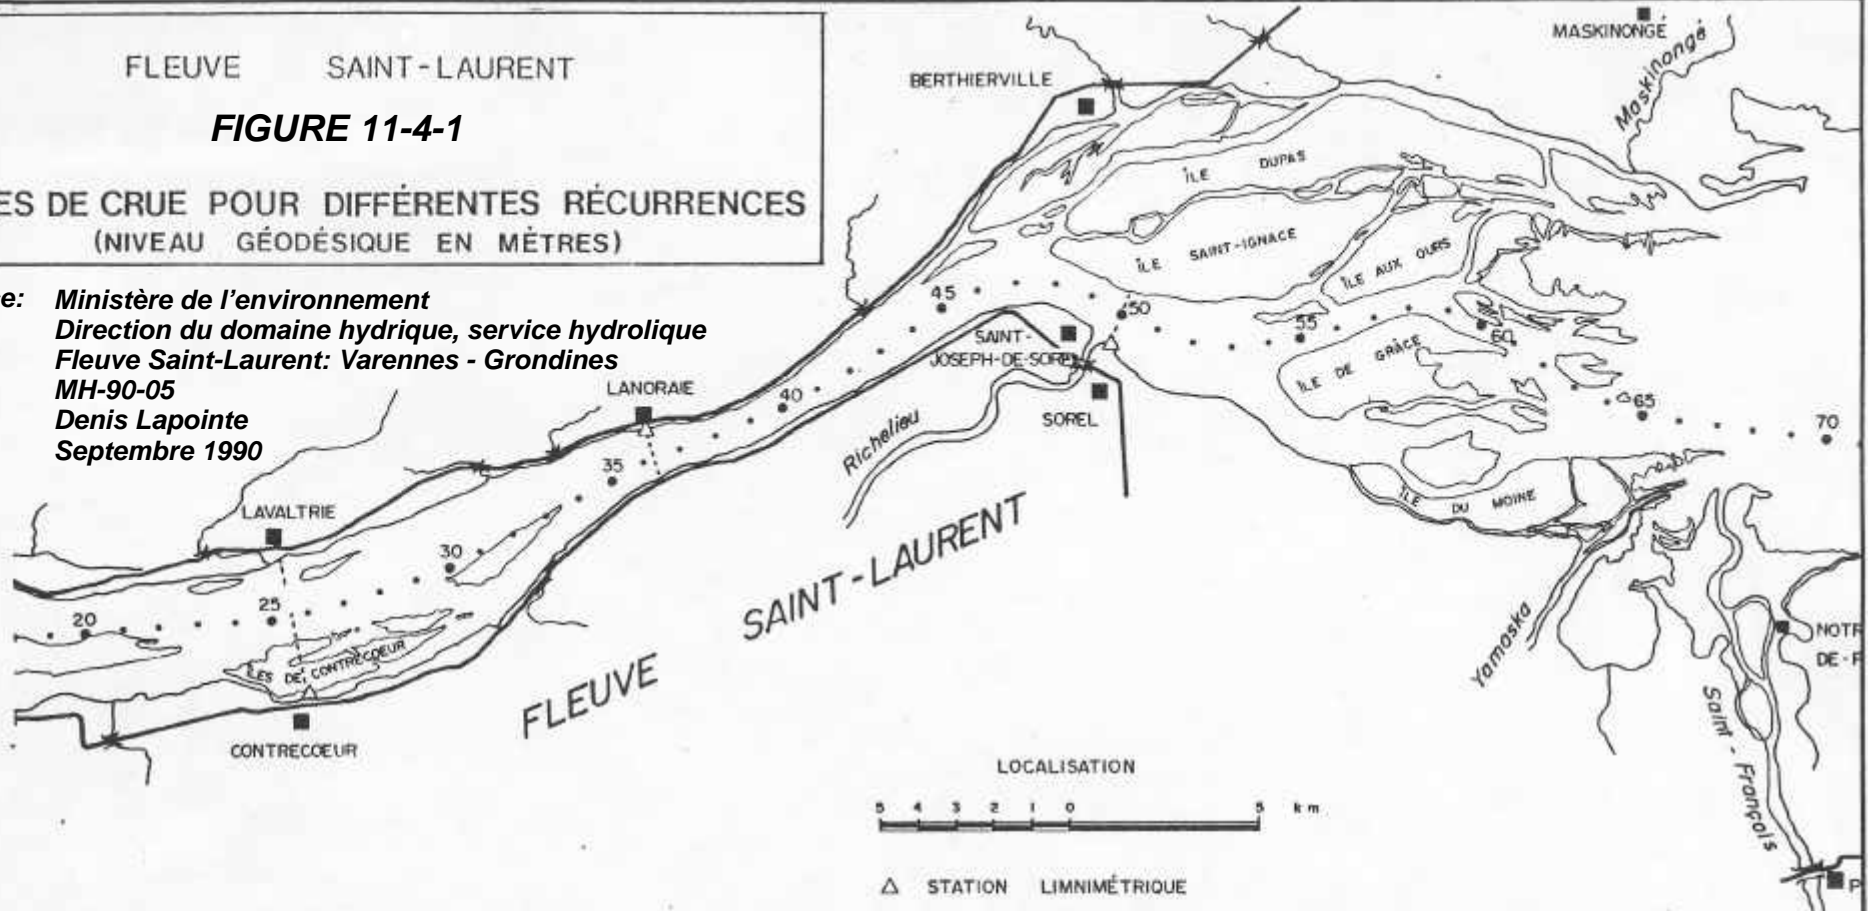 FLEUVE SAINT-LAURENT
FIGURE 11-4-1
ES DE CRUE POUR DIFFÉRENTES RÉCURRENCES
(NIVEAU GÉODÉSIQUE EN MÈTRES)
e: Ministère de l'environnement
Direction du domaine hydrique, service hydrolique
Fleuve Saint-Laurent: Varennes - Grondines
MH-90-05
Denis Lapointe
Septembre 1990
MASKINONGÉ
Maskinongé
BERTHIERVILLE
ÎLE DUPAS
ÎLE SAINT-IGNACE
ÎLE AUX OURS
45
50
55
60
SAINT-
JOSEPH-DE-SOREL
ÎLE DE GRÂCE
LANORAIE
40
SOREL
65
70
Richelieu
35
ÎLE DU MOINE
LAVALTRIE
30
25
20
FLEUVE SAINT-LAURENT
Yamaska
NOTR
DE-F
ÎLES DE CONTRECOEUR
Saint-François
CONTRECOEUR
LOCALISATION
5 4 3 2 1 0 5 km
STATION LIMNIMÉTRIQUE
P